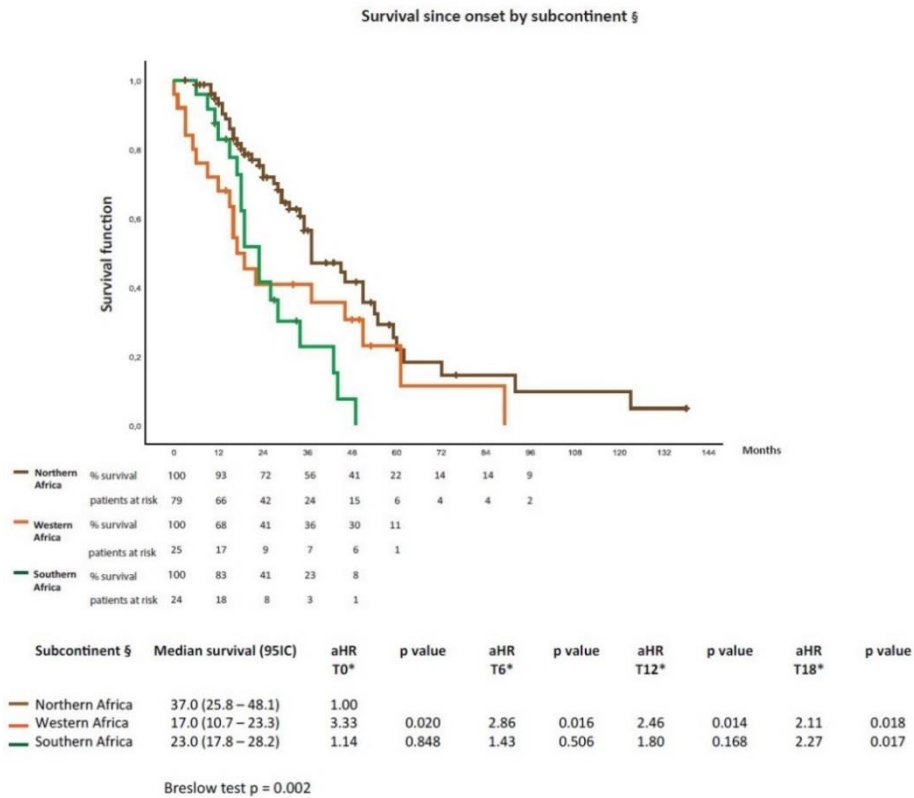 Survival since onset by subcontinent §
Survival function
1,0
0,8
0,6
0,4
0,2
0,0
0 12 24 36 48 60 72 84 96 108 120 132 144 Months
Northern Africa % survival 100 93 72 56 41 22 14 14 9
patients at risk 79 66 42 24 15 6 4 4 2
Western Africa % survival 100 68 41 36 30 11
patients at risk 25 17 9 7 6 1
Southern Africa % survival 100 83 41 23 8
patients at risk 24 18 8 3 1
Subcontinent § Median survival (95IC) aHR T0* p value aHR T6* p value aHR T12* p value aHR T18* p value
Northern Africa 37.0 (25.8 – 48.1) 1.00
Western Africa 17.0 (10.7 – 23.3) 3.33 0.020 2.86 0.016 2.46 0.014 2.11 0.018
Southern Africa 23.0 (17.8 – 28.2) 1.14 0.848 1.43 0.506 1.80 0.168 2.27 0.017
Breslow test p = 0.002